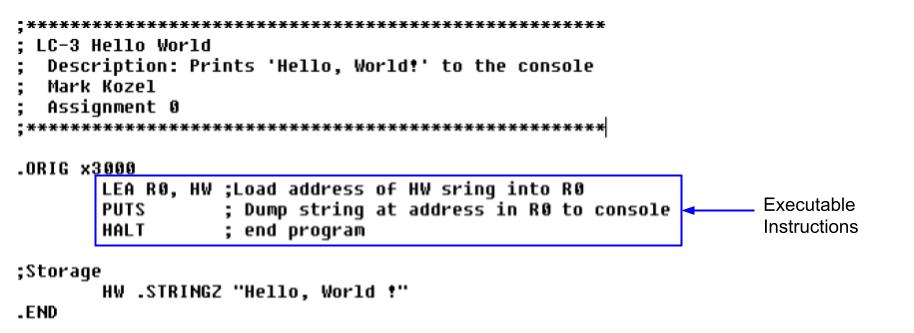 ;*****************************************************
; LC-3 Hello World
;  Description: Prints 'Hello, World!' to the console
;  Mark Kozel
;  Assignment 0
;*****************************************************
.ORIG x3000
LEA R0, HW ;Load address of HW sring into R0
PUTS ; Dump string at address in R0 to console
HALT ; end program
Executable
Instructions
;Storage
HW .STRINGZ "Hello, World !"
.END